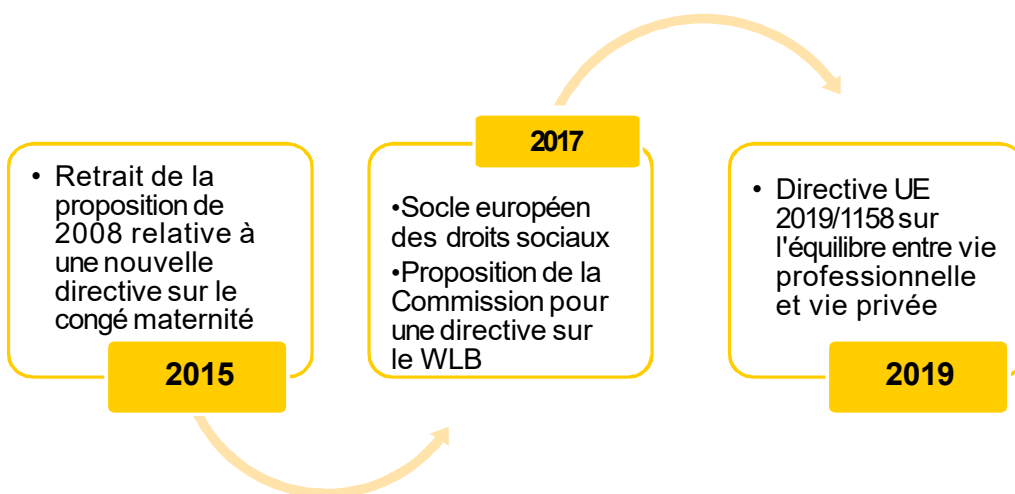 • Retrait de la
proposition de
2008 relative à
une nouvelle
directive sur le
congé maternité
2015
2017
•Socle européen
des droits sociaux
•Proposition de la
Commission pour
une directive sur
le WLB
• Directive UE
2019/1158 sur
l'équilibre entre vie
professionnelle
et vie privée
2019